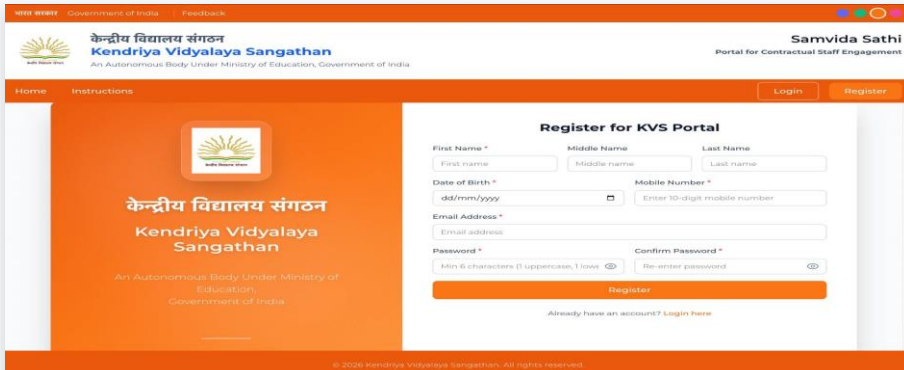 भारत सरकार Government of India Feedback
केन्द्रीय विद्यालय संगठन
Kendriya Vidyalaya Sangathan
An Autonomous Body Under Ministry of Education, Government of India
Samvida Sathi
Portal for Contractual Staff Engagement
Home Instructions Login Register
केन्द्रीय विद्यालय संगठन
Kendriya Vidyalaya
Sangathan
An Autonomous Body Under Ministry of
Education,
Government of India
Register for KVS Portal
First Name * Middle Name Last Name
First name Middle name Last name
Date of Birth * Mobile Number *
dd/mm/yyyy Enter 10-digit mobile number
Email Address *
Email address
Password * Confirm Password *
Min 6 characters (1 uppercase, 1 lowe Re-enter password
Register
Already have an account? Login here
© 2026 Kendriya Vidyalaya Sangathan. All rights reserved.